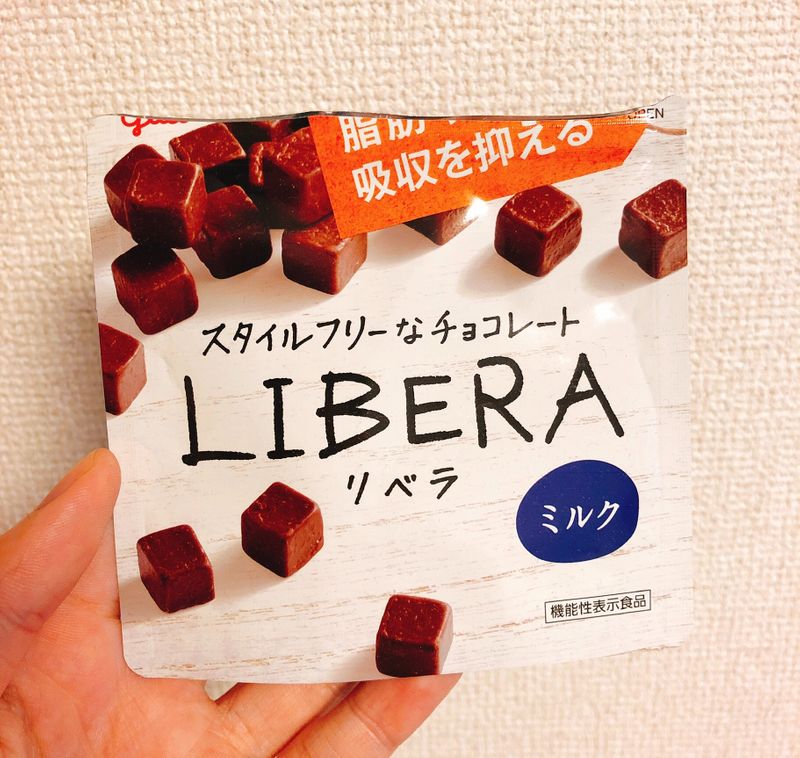 OPEN
吸収を抑える
スタイルフリーなチョコレート
LIBERA
リベラ
ミルク
機能性表示食品